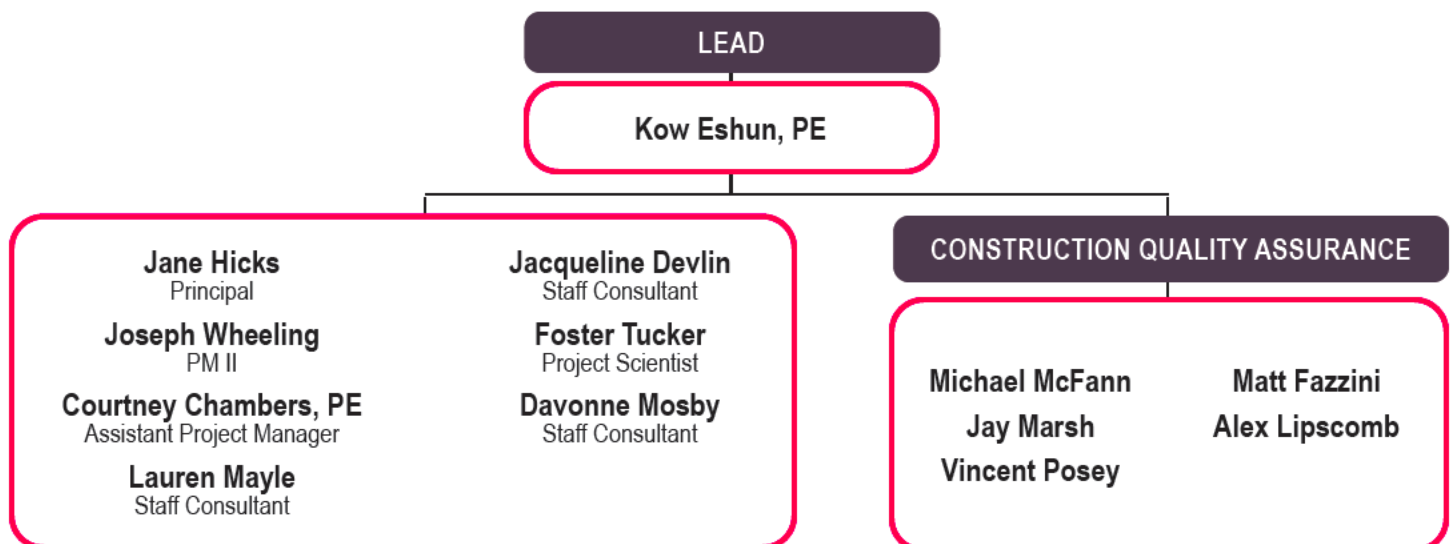 LEAD
Kow Eshun, PE
Jane Hicks
Principal
Joseph Wheeling
PM II
Courtney Chambers, PE
Assistant Project Manager
Lauren Mayle
Staff Consultant
Jacqueline Devlin
Staff Consultant
Foster Tucker
Project Scientist
Davonne Mosby
Staff Consultant
CONSTRUCTION QUALITY ASSURANCE
Michael McFann
Jay Marsh
Vincent Posey
Matt Fazzini
Alex Lipscomb